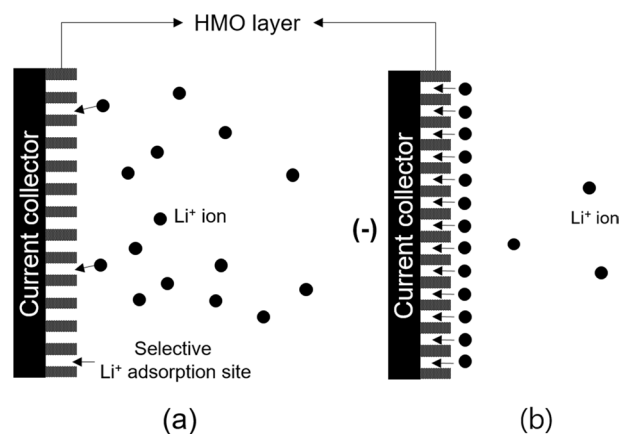 HMO layer
Current collector
Li⁺ ion
Selective
Li⁺ adsorption site
(a)
(-)
Current collector
Li⁺ ion
(b)